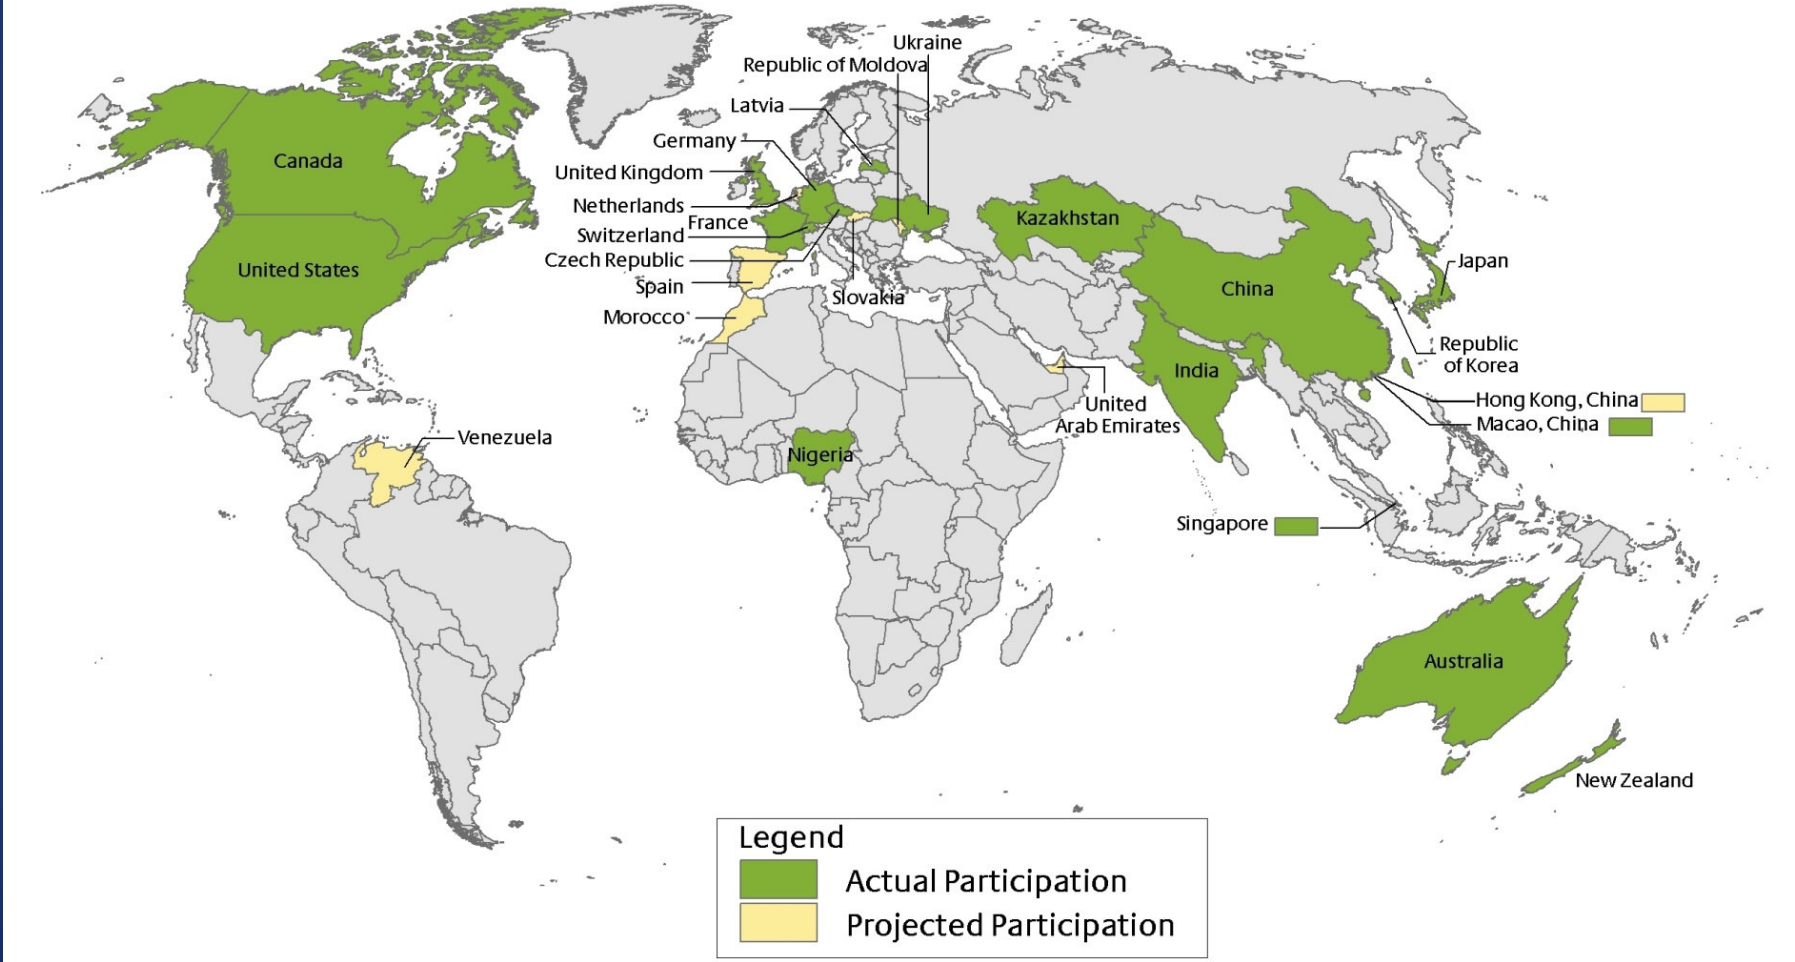 Ukraine
Republic of Moldova
Latvia
Germany
United Kingdom
Netherlands
France
Switzerland
Czech Republic
Spain
Slovakia
Morocco
Canada
United States
Venezuela
Nigeria
Kazakhstan
China
India
Japan
Republic
of Korea
Hong Kong, China
Macao, China
United
Arab Emirates
Singapore
Australia
New Zealand
Legend
Actual Participation
Projected Participation